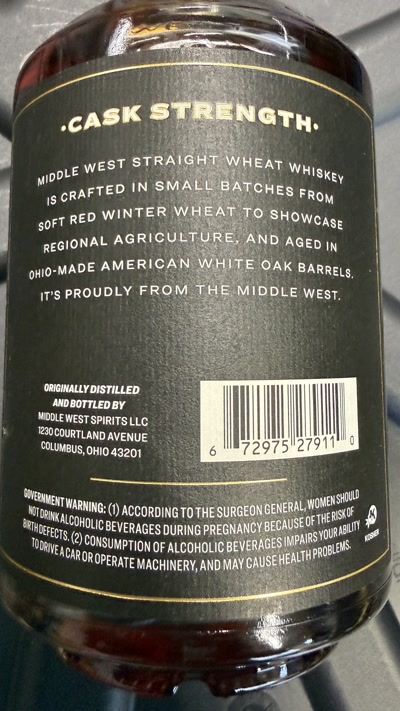 ·CASK STRENGTH·
MIDDLE WEST STRAIGHT WHEAT WHISKEY
IS CRAFTED IN SMALL BATCHES FROM
SOFT RED WINTER WHEAT TO SHOWCASE
REGIONAL AGRICULTURE, AND AGED IN
OHIO-MADE AMERICAN WHITE OAK BARRELS.
IT'S PROUDLY FROM THE MIDDLE WEST.
ORIGINALLY DISTILLED
AND BOTTLED BY
MIDDLE WEST SPIRITS LLC
1230 COURTLAND AVENUE
COLUMBUS, OHIO 43201
6 72975 27911 0
GOVERNMENT WARNING: (1) ACCORDING TO THE SURGEON GENERAL, WOMEN SHOULD
NOT DRINK ALCOHOLIC BEVERAGES DURING PREGNANCY BECAUSE OF THE RISK OF
BIRTH DEFECTS. (2) CONSUMPTION OF ALCOHOLIC BEVERAGES IMPAIRS YOUR ABILITY
TO DRIVE A CAR OR OPERATE MACHINERY, AND MAY CAUSE HEALTH PROBLEMS.
KOSHER